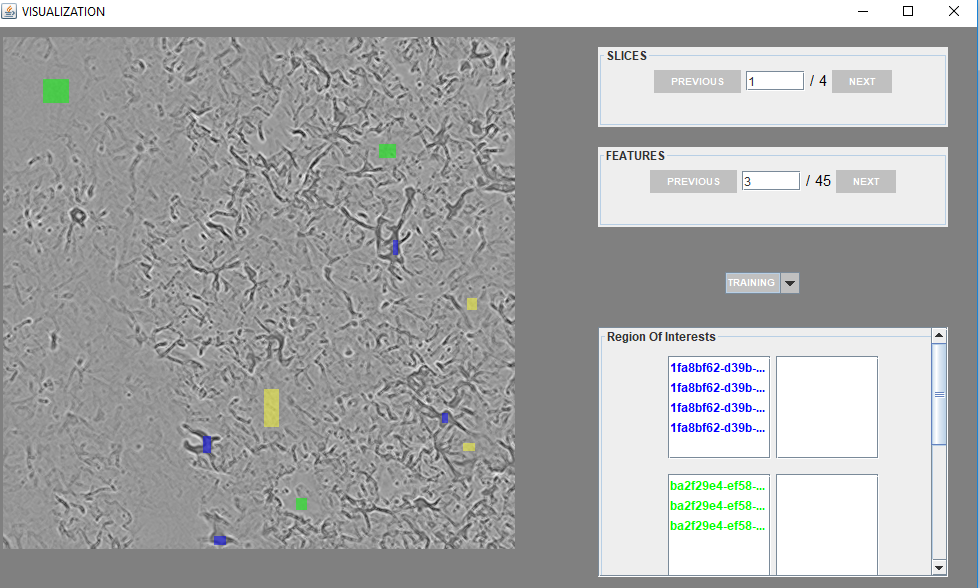 VISUALIZATION
SLICES
PREVIOUS 1 / 4 NEXT
FEATURES
PREVIOUS 3 / 45 NEXT
TRAINING
Region Of Interests
1fa8bf62-d39b-...
1fa8bf62-d39b-...
1fa8bf62-d39b-...
1fa8bf62-d39b-...
ba2f29e4-ef58-...
ba2f29e4-ef58-...
ba2f29e4-ef58-...